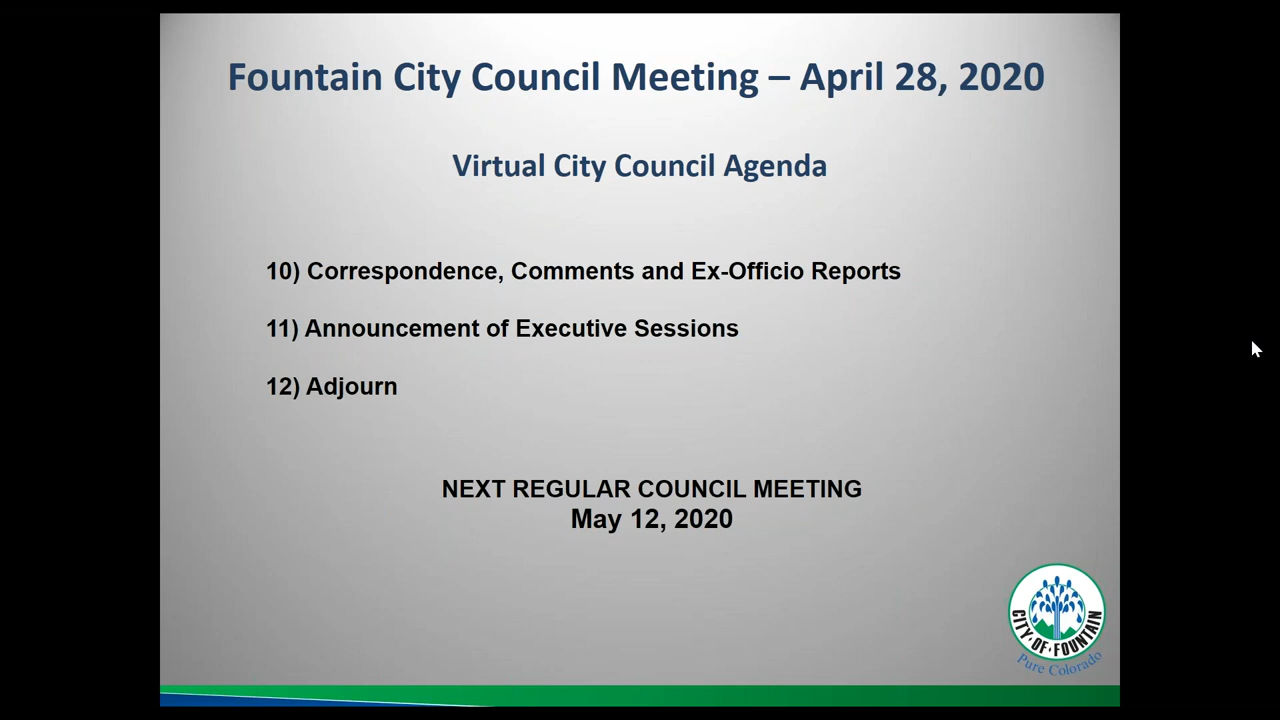 Fountain City Council Meeting – April 28, 2020
Virtual City Council Agenda
10) Correspondence, Comments and Ex-Officio Reports
11) Announcement of Executive Sessions
12) Adjourn
NEXT REGULAR COUNCIL MEETING
May 12, 2020
CITY·OF·FOUNTAIN
Pure Colorado